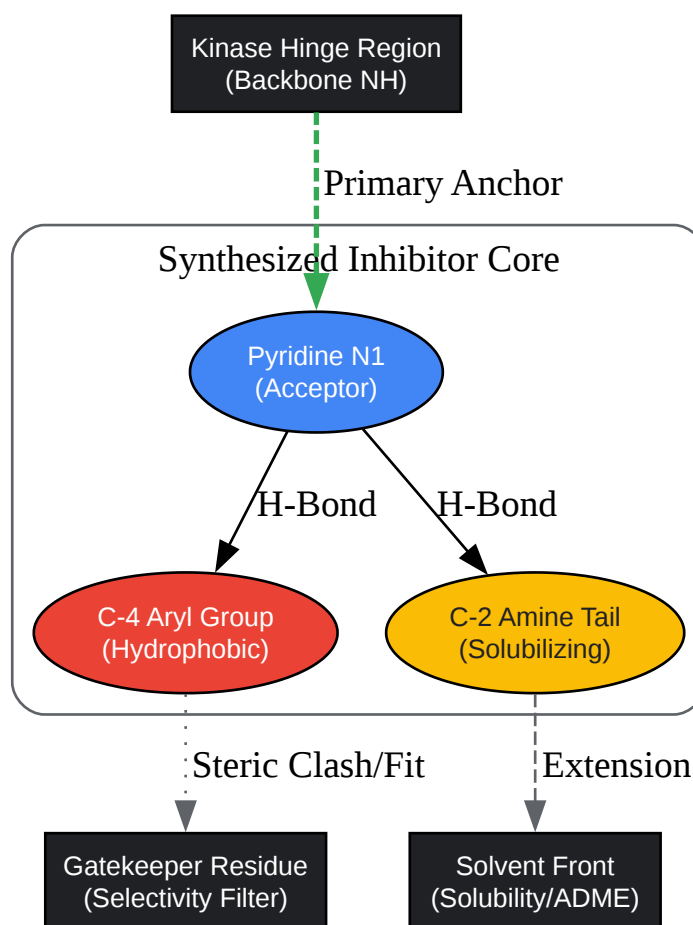 Kinase Hinge Region
(Backbone NH)
Primary Anchor
Synthesized Inhibitor Core
Pyridine N1
(Acceptor)
H-Bond
H-Bond
C-4 Aryl Group
(Hydrophobic)
C-2 Amine Tail
(Solubilizing)
Steric Clash/Fit
Extension
Gatekeeper Residue
(Selectivity Filter)
Solvent Front
(Solubility/ADME)